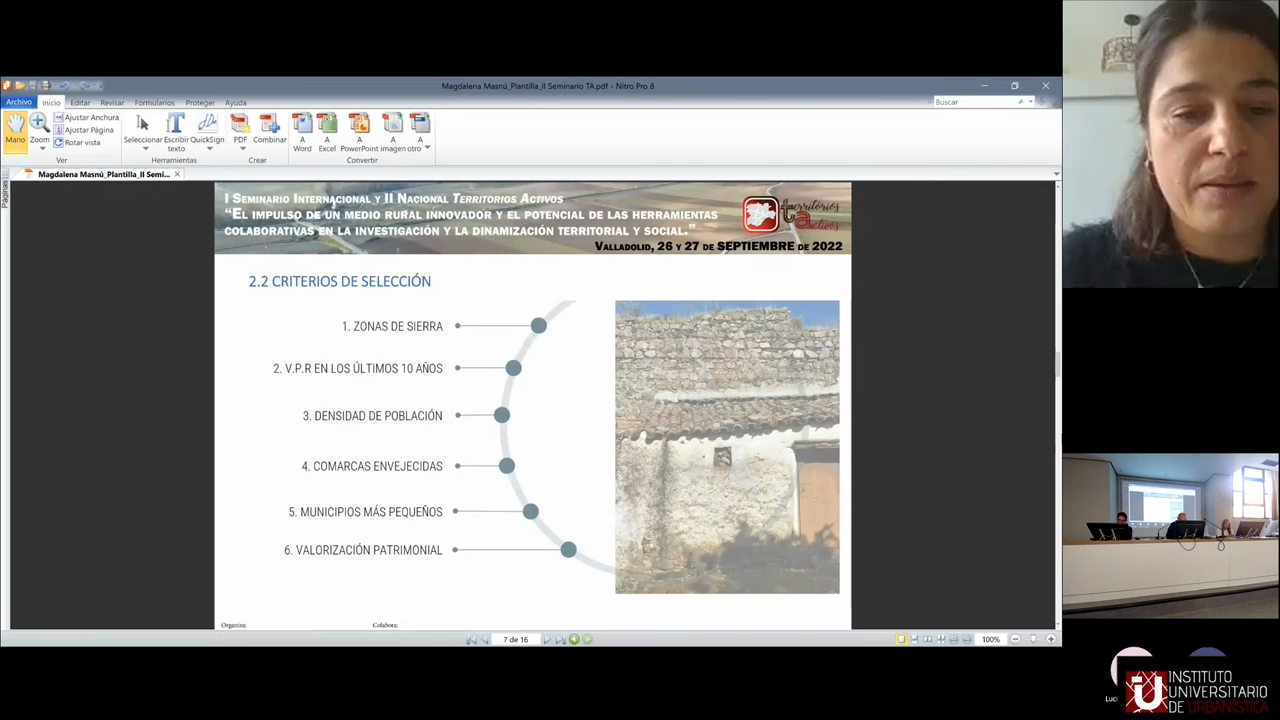 Magdalena Masnú_Plantilla_II Seminario TA.pdf - Nitro Pro 8
Archivo Inicio Editar Revisar Formularios Proteger Ayuda
Buscar
Mano
Zoom
Ajustar Anchura
Ajustar Página
Rotar vista
Ver
Seleccionar
Escribir texto
QuickSign
Herramientas
PDF
Combinar
Crear
A Word
A Excel
A PowerPoint
A imagen
A otro
Convertir
Magdalena Masnú_Plantilla_II Semi...
Páginas
I SEMINARIO INTERNACIONAL Y II NACIONAL TERRITORIOS ACTIVOS
"EL IMPULSO DE UN MEDIO RURAL INNOVADOR Y EL POTENCIAL DE LAS HERRAMIENTAS
COLABORATIVAS EN LA INVESTIGACIÓN Y LA DINAMIZACIÓN TERRITORIAL Y SOCIAL."
territorios
activos
ta
VALLADOLID, 26 Y 27 DE SEPTIEMBRE DE 2022
2.2 CRITERIOS DE SELECCIÓN
1. ZONAS DE SIERRA
2. V.P.R EN LOS ÚLTIMOS 10 AÑOS
3. DENSIDAD DE POBLACIÓN
4. COMARCAS ENVEJECIDAS
5. MUNICIPIOS MÁS PEQUEÑOS
6. VALORIZACIÓN PATRIMONIAL
Organiza:
Colabora:
7 de 16
100%
Luci
INSTITUTO
UNIVERSITARIO
DE URBANÍSTICA